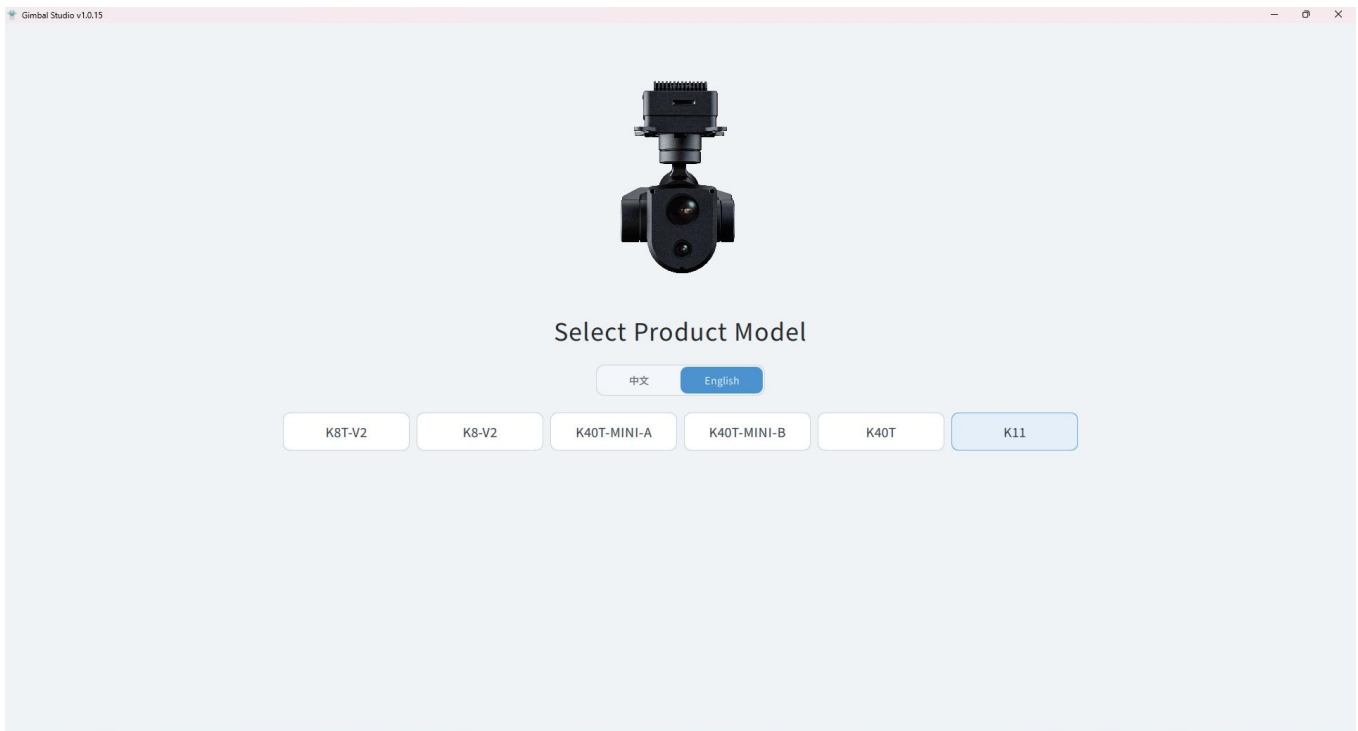 Gimbal Studio v1.0.15
Select Product Model
中文 English
K8T-V2 K8-V2 K40T-MINI-A K40T-MINI-B K40T K11